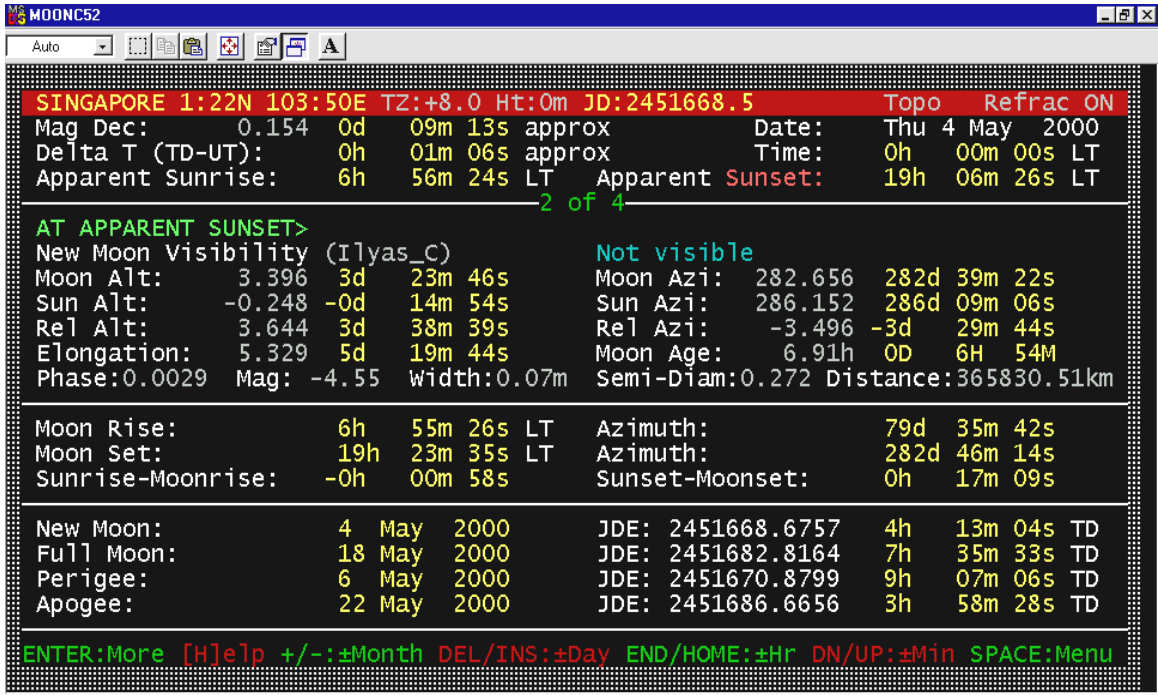 MOONC52
Auto A
SINGAPORE 1:22N 103:50E TZ:+8.0 Ht:0m JD:2451668.5 Topo Refrac ON
Mag Dec: 0.154 0d 09m 13s approx Date: Thu 4 May 2000
Delta T (TD-UT): 0h 01m 06s approx Time: 0h 00m 00s LT
Apparent Sunrise: 6h 56m 24s LT Apparent Sunset: 19h 06m 26s LT
2 of 4
AT APPARENT SUNSET>
New Moon Visibility (Ilyas_C) Not visible
Moon Alt: 3.396 3d 23m 46s Moon Azi: 282.656 282d 39m 22s
Sun Alt: -0.248 -0d 14m 54s Sun Azi: 286.152 286d 09m 06s
Rel Alt: 3.644 3d 38m 39s Rel Azi: -3.496 -3d 29m 44s
Elongation: 5.329 5d 19m 44s Moon Age: 6.91h 0D 6H 54M
Phase:0.0029 Mag: -4.55 Width:0.07m Semi-Diam:0.272 Distance:365830.51km
Moon Rise: 6h 55m 26s LT Azimuth: 79d 35m 42s
Moon Set: 19h 23m 35s LT Azimuth: 282d 46m 14s
Sunrise-Moonrise: -0h 00m 58s Sunset-Moonset: 0h 17m 09s
New Moon: 4 May 2000 JDE: 2451668.6757 4h 13m 04s TD
Full Moon: 18 May 2000 JDE: 2451682.8164 7h 35m 33s TD
Perigee: 6 May 2000 JDE: 2451670.8799 9h 07m 06s TD
Apogee: 22 May 2000 JDE: 2451686.6656 3h 58m 28s TD
ENTER:More [H]elp +/-:±Month DEL/INS:±Day END/HOME:±Hr DN/UP:±Min SPACE:Menu